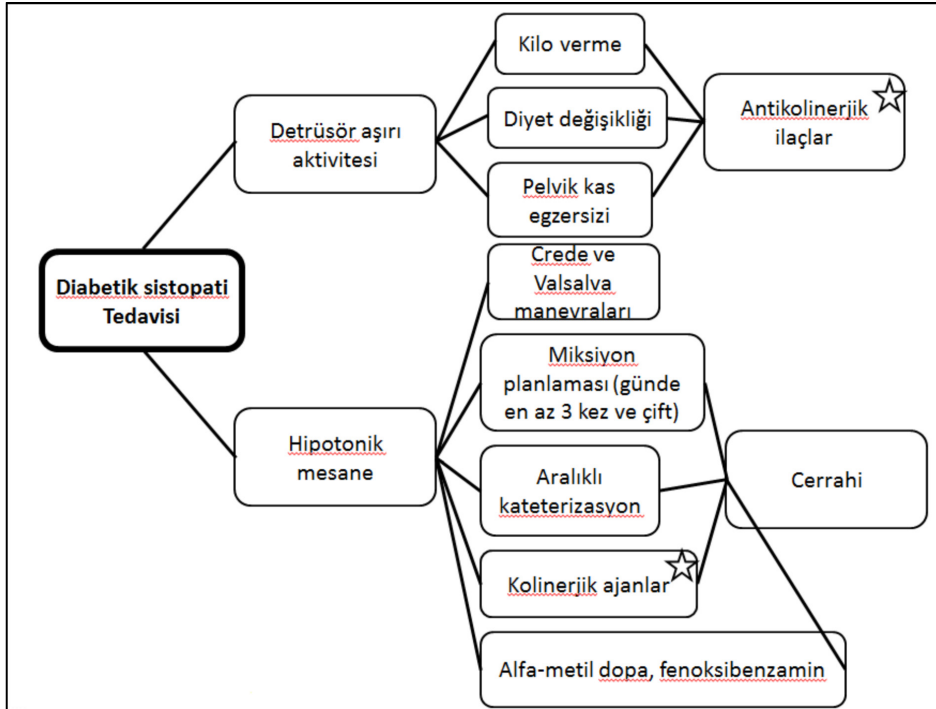 Diabetik sistopati
Tedavisi
Detrüsör aşırı
aktivitesi
Kilo verme
Diyet değişikliği
Pelvik kas
egzersizi
Antikolinerjik
ilaçlar
Hipotonik
mesane
Crede ve
Valsalva
manevraları
Miksiyon
planlaması (günde
en az 3 kez ve çift)
Aralıklı
kateterizasyon
Kolinerjik ajanlar
Alfa-metil dopa, fenoksibenzamin
Cerrahi